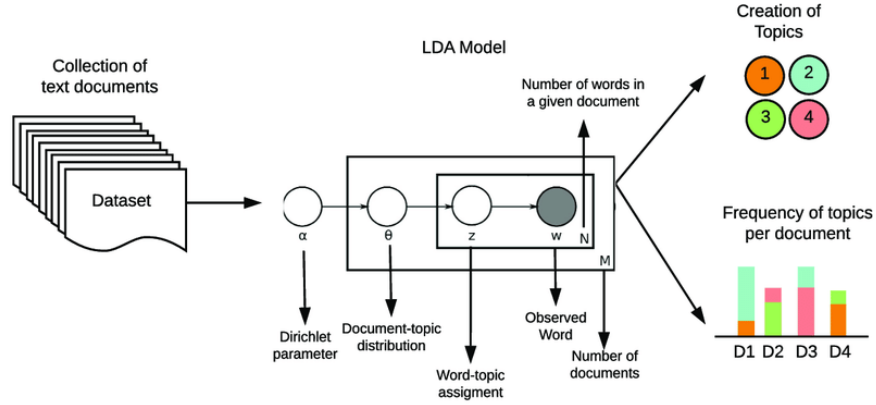 Collection of
text documents
Dataset
LDA Model
Number of words in
a given document
α
θ
z
w
N
M
Dirichlet
parameter
Document-topic
distribution
Word-topic
assigment
Observed
Word
Number of
documents
Creation of
Topics
1
2
3
4
Frequency of topics
per document
D1 D2 D3 D4